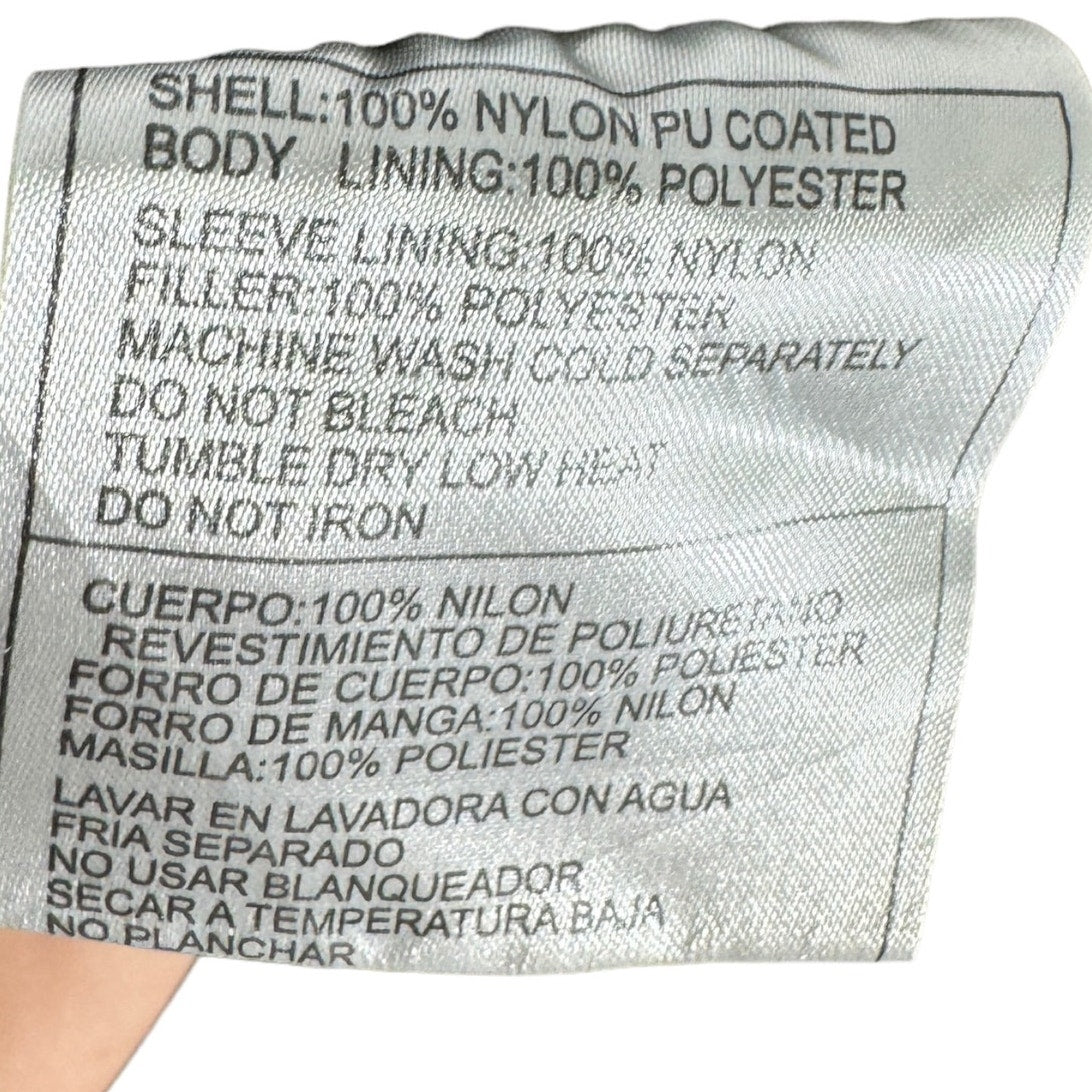 SHELL:100% NYLON PU COATED
BODY LINING:100% POLYESTER
SLEEVE LINING:100% NYLON
FILLER:100% POLYESTER
MACHINE WASH COLD SEPARATELY
DO NOT BLEACH
TUMBLE DRY LOW HEAT
DO NOT IRON
CUERPO:100% NILON
REVESTIMIENTO DE POLIURETANO
FORRO DE CUERPO:100% POLIESTER
FORRO DE MANGA:100% NILON
MASILLA:100% POLIESTER
LAVAR EN LAVADORA CON AGUA
FRIA SEPARADO
NO USAR BLANQUEADOR
SECAR A TEMPERATURA BAJA
NO PLANCHAR